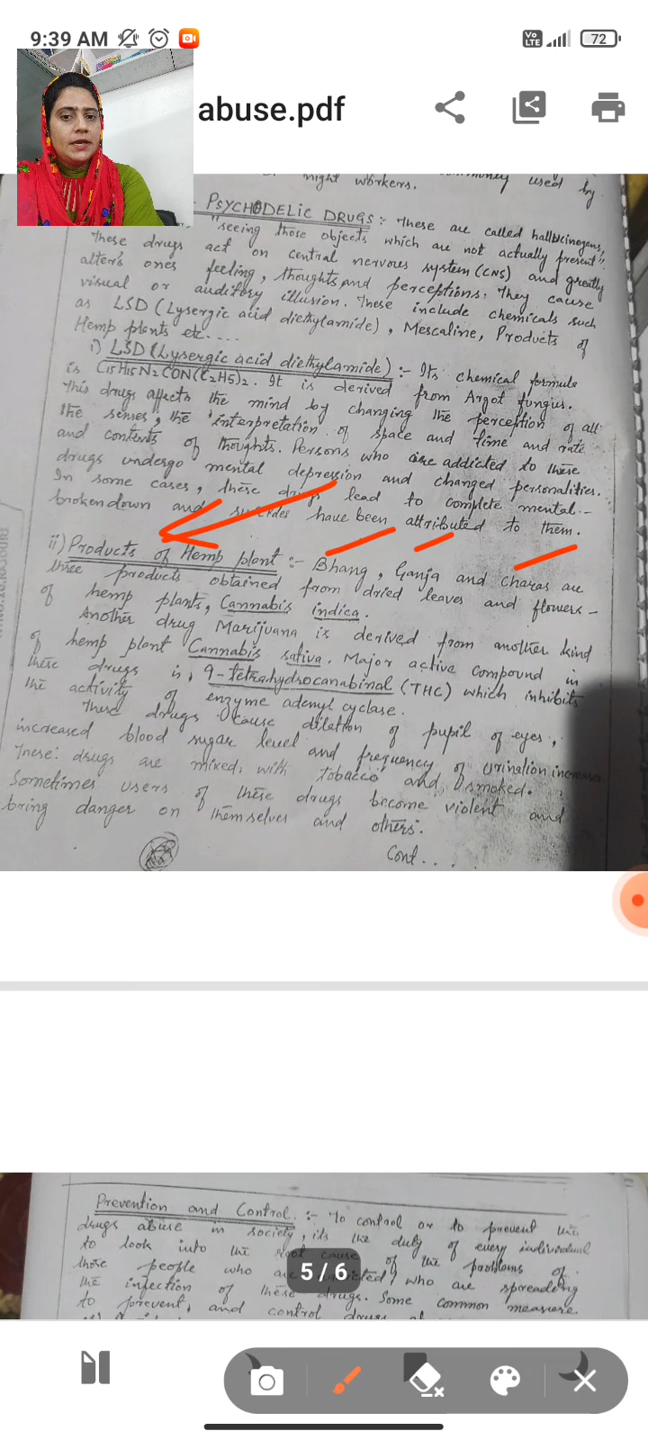 9:39 AM
Vo LTE 72
abuse.pdf
night workers. used by
PSYCHODELIC DRUGS :- These are called hallucinogens,
"seeing those objects which are not actually present".
These drugs act on central nervous system (CNS) and greatly
alter's ones feeling, thoughts and perceptions. They cause
visual or auditory illusion. These include chemicals such
as LSD (Lysergic acid diethylamide), Mescaline, Products of
Hemp plants etc....
i) LSD (Lysergic acid diethylamide) :- Its chemical formula
is C15H15N2CON(C2H5)2. It is derived from Argot fungus.
This drugs affects the mind by changing the perception of all
the senses, the interpretation of space and time and rate
and contents of thoughts. Persons who are addicted to these
drugs undergo mental depression and changed personalities.
In some cases, these drugs lead to complete mental-
broken down and suicides have been attributed to them.
ii) Products of Hemp plant :- Bhang, Ganja and Charas are
three products obtained from dried leaves and flowers-
of hemp plants, Cannabis indica.
Another drug Marijuana is derived from another kind
of hemp plant Cannabis sativa. Major active compound in
these drugs is, 9-tetrahydrocanabinal (THC) which inhibits
the activity of enzyme adenyl cyclase.
These drugs cause dilation of pupil of eyes,
increased blood sugar level and frequency of urination increase
These drugs are mixed with tobacco and smoked.
Sometimes users of these drugs become violent and
bring danger on themselves and others.
Cont....
Prevention and Control :- To control or to prevent the
drugs abuse in society, its the duty of every individual
to look into the root cause of the problems of
those people who are addicted, who are spreading
the infection of these drugs. Some common measure
to prevent, and control drugs
5 / 6